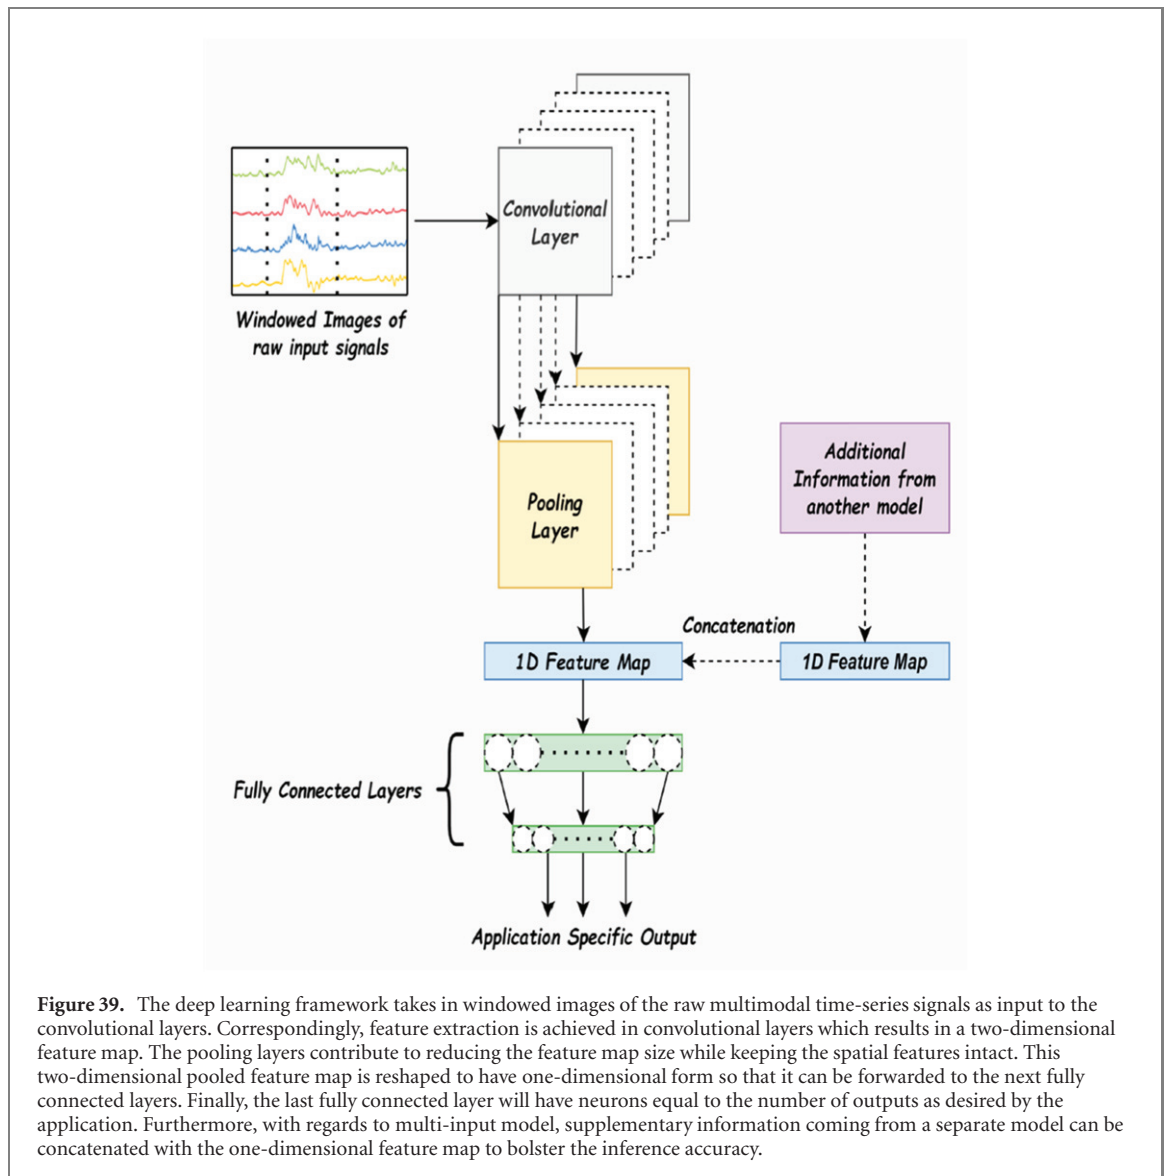 Convolutional
Layer
Windowed Images of
raw input signals
Pooling
Layer
Additional
Information from
another model
Concatenation
1D Feature Map
1D Feature Map
Fully Connected Layers
Application Specific Output
Figure 39. The deep learning framework takes in windowed images of the raw multimodal time-series signals as input to the
convolutional layers. Correspondingly, feature extraction is achieved in convolutional layers which results in a two-dimensional
feature map. The pooling layers contribute to reducing the feature map size while keeping the spatial features intact. This
two-dimensional pooled feature map is reshaped to have one-dimensional form so that it can be forwarded to the next fully
connected layers. Finally, the last fully connected layer will have neurons equal to the number of outputs as desired by the
application. Furthermore, with regards to multi-input model, supplementary information coming from a separate model can be
concatenated with the one-dimensional feature map to bolster the inference accuracy.